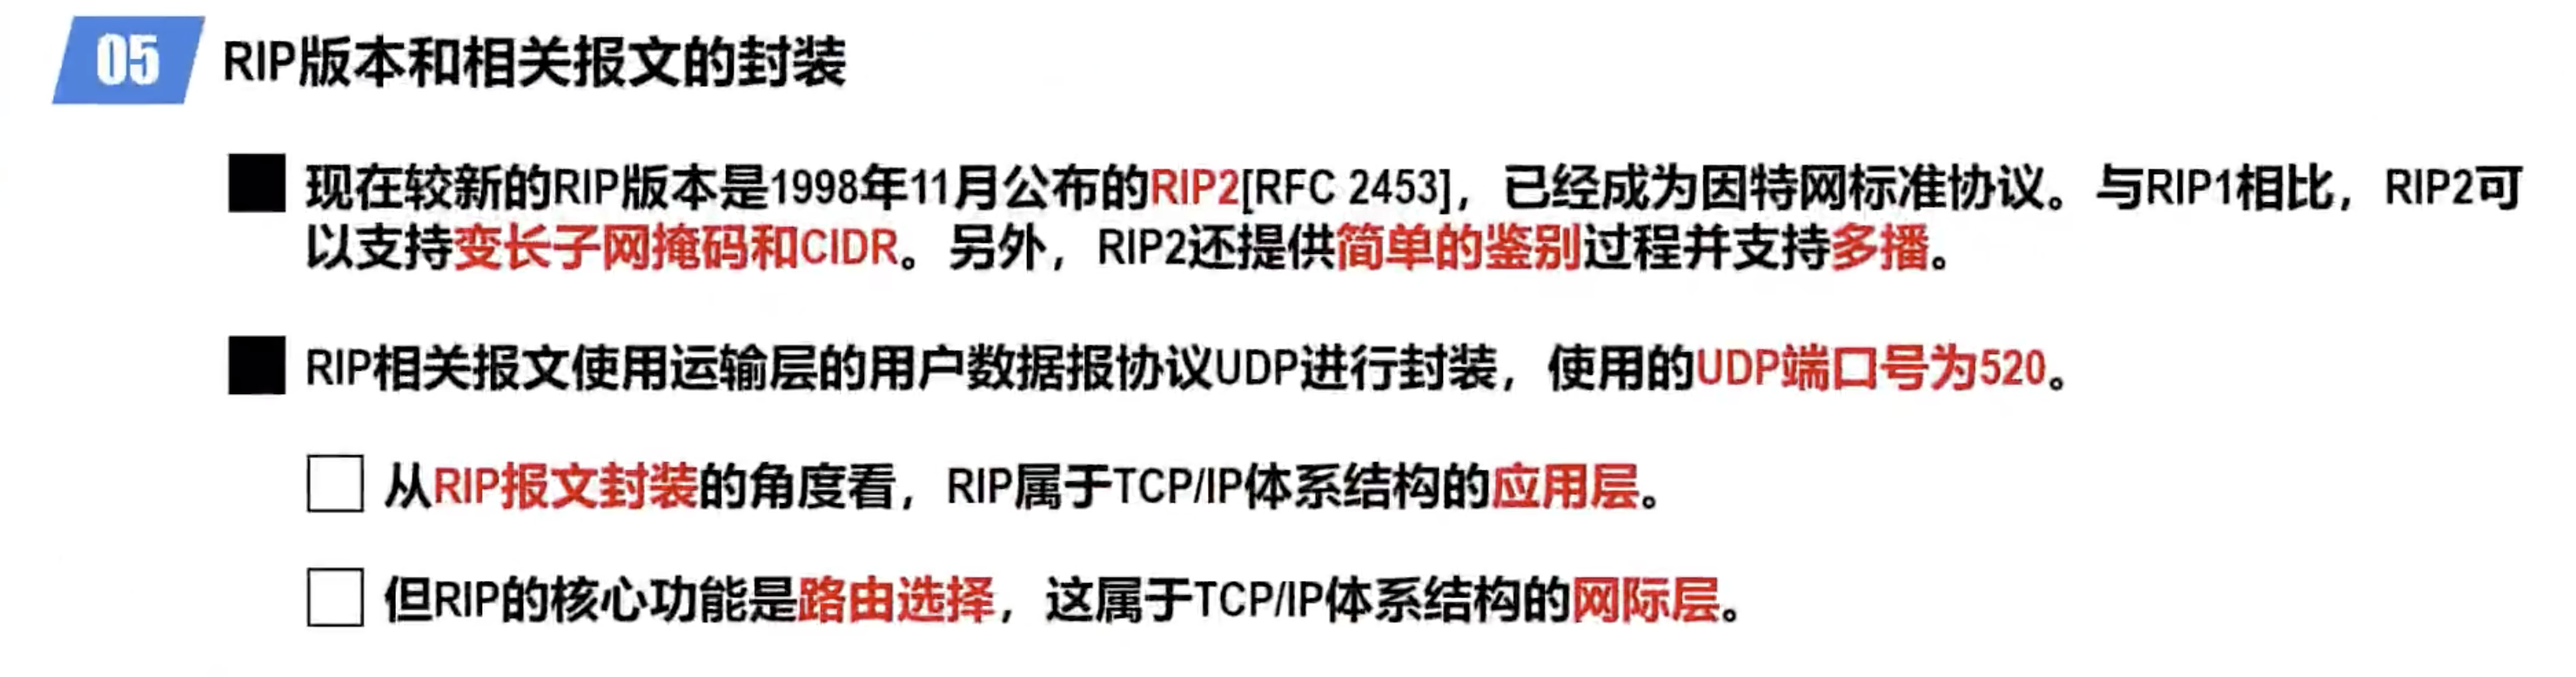 05 RIP版本和相关报文的封装
现在较新的RIP版本是1998年11月公布的RIP2[RFC 2453]，已经成为因特网标准协议。与RIP1相比，RIP2可
以支持变长子网掩码和CIDR。另外，RIP2还提供简单的鉴别过程并支持多播。
RIP相关报文使用运输层的用户数据报协议UDP进行封装，使用的UDP端口号为520。
从RIP报文封装的角度看，RIP属于TCP/IP体系结构的应用层。
但RIP的核心功能是路由选择，这属于TCP/IP体系结构的网际层。